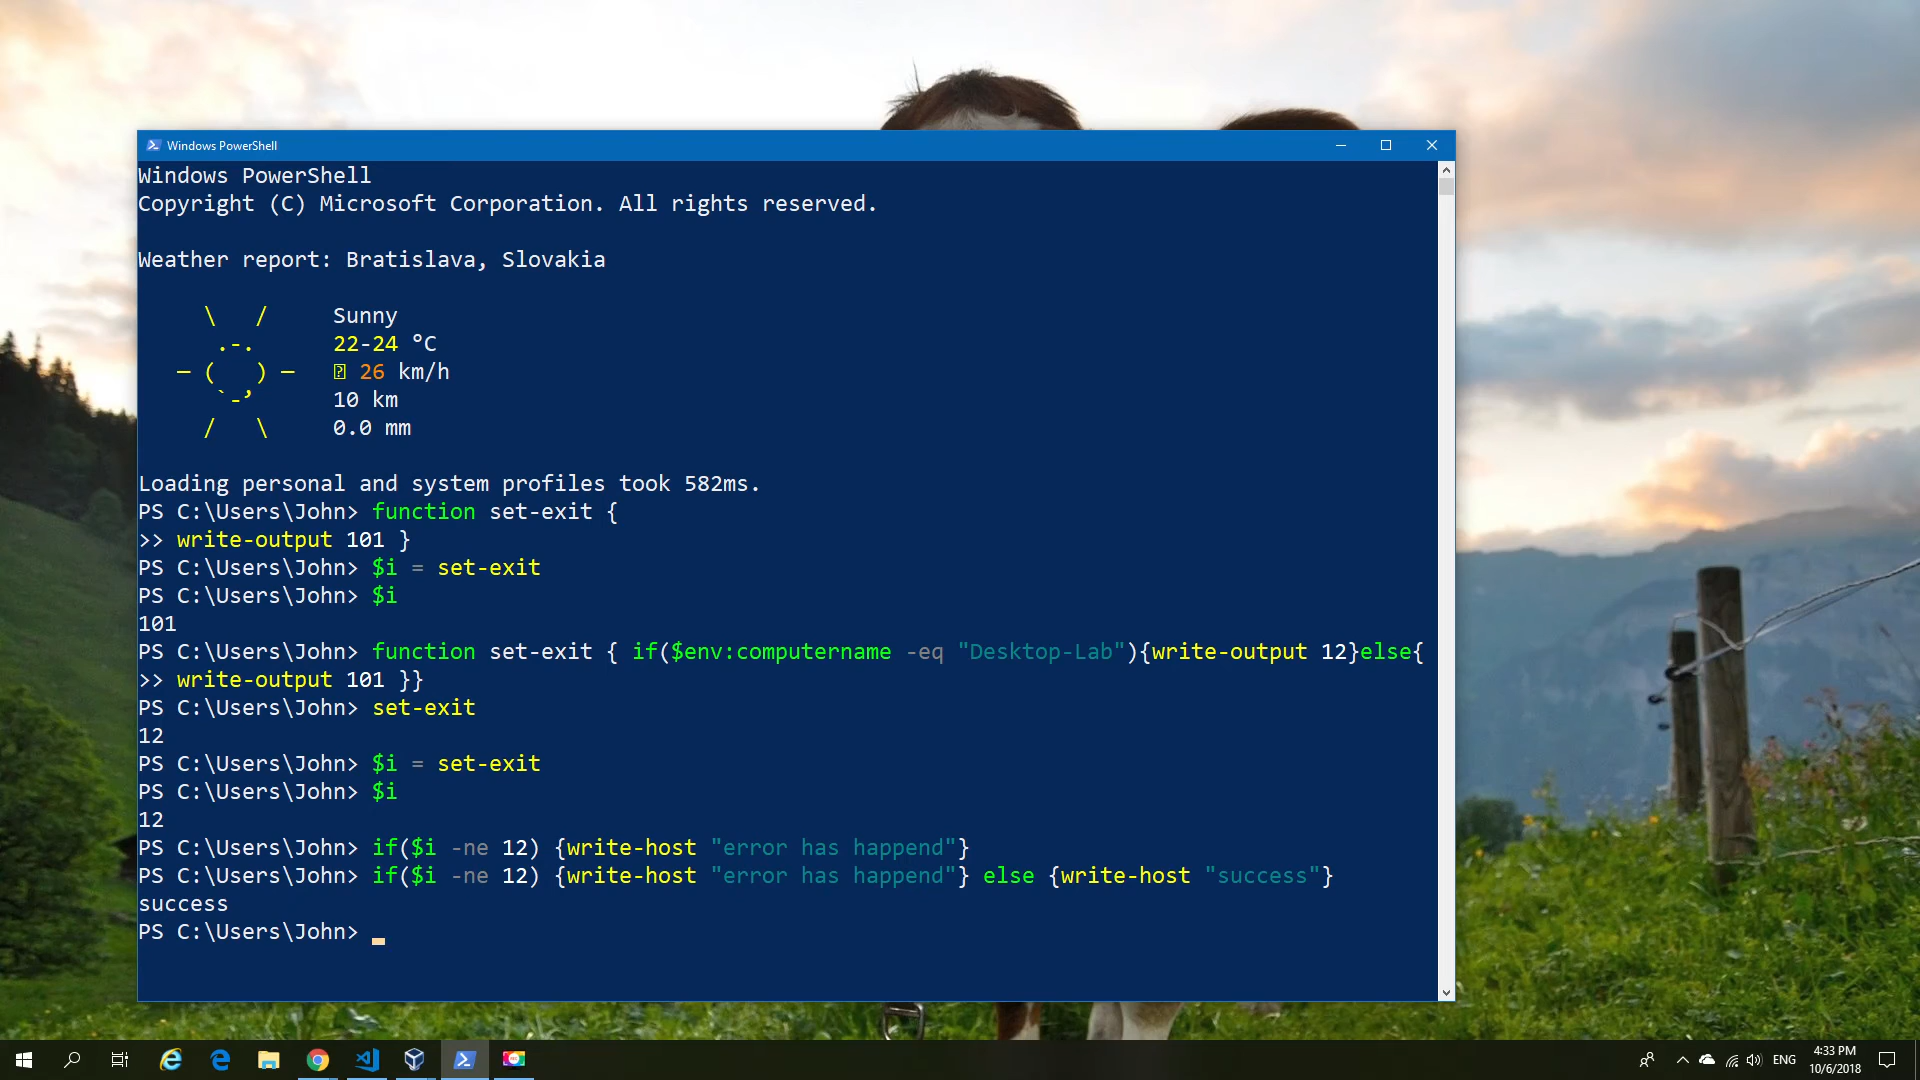 Windows PowerShell
Windows PowerShell
Copyright (C) Microsoft Corporation. All rights reserved.
Weather report: Bratislava, Slovakia
\   /     Sunny
.-.      22-24 °C
― (   ) ―   26 km/h
`-’      10 km
/   \     0.0 mm
Loading personal and system profiles took 582ms.
PS C:\Users\John> function set-exit {
>> write-output 101 }
PS C:\Users\John> $i = set-exit
PS C:\Users\John> $i
101
PS C:\Users\John> function set-exit { if($env:computername -eq "Desktop-Lab"){write-output 12}else{
>> write-output 101 }}
PS C:\Users\John> set-exit
12
PS C:\Users\John> $i = set-exit
PS C:\Users\John> $i
12
PS C:\Users\John> if($i -ne 12) {write-host "error has happend"}
PS C:\Users\John> if($i -ne 12) {write-host "error has happend"} else {write-host "success"}
success
PS C:\Users\John>
ENG
4:33 PM
10/6/2018